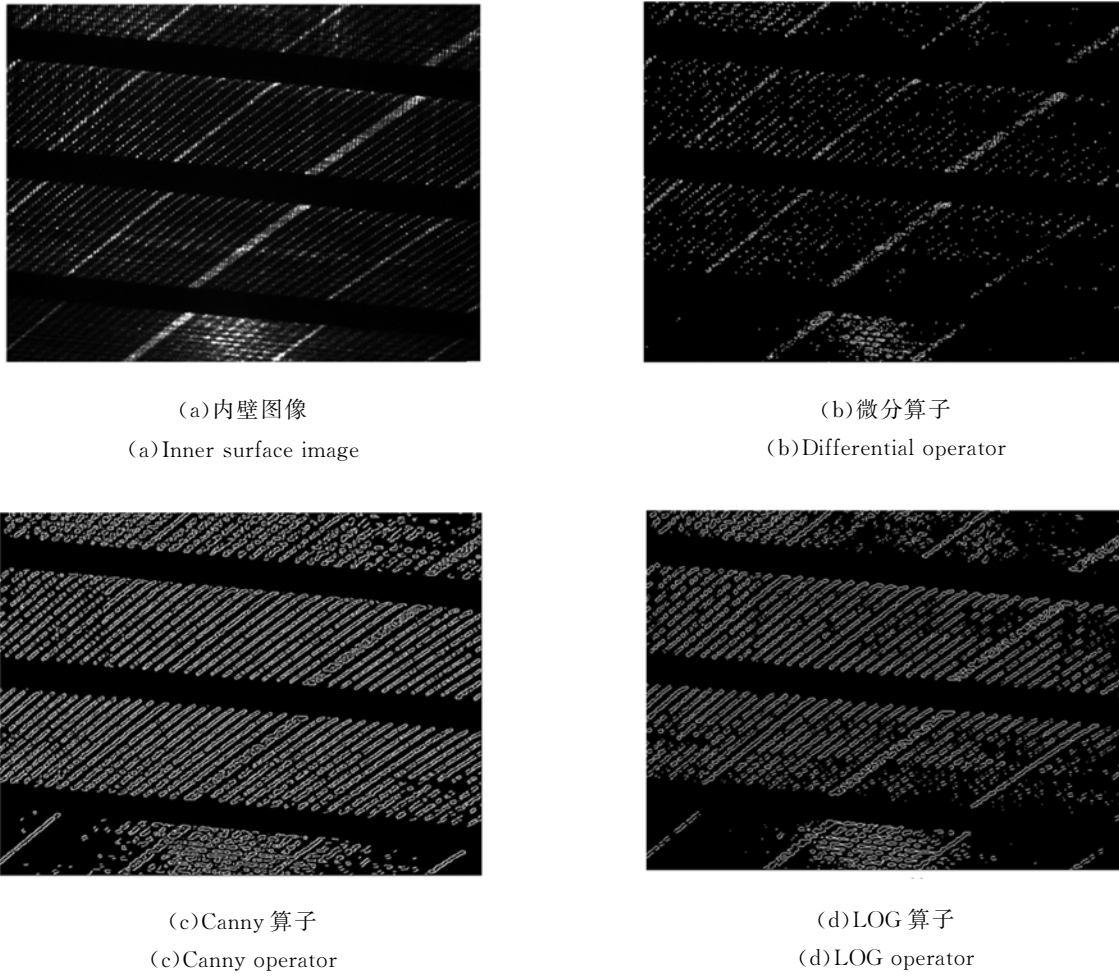 (a)内壁图像
(a)Inner surface image
(b)微分算子
(b)Differential operator
(c)Canny 算子
(c)Canny operator
(d)LOG 算子
(d)LOG operator